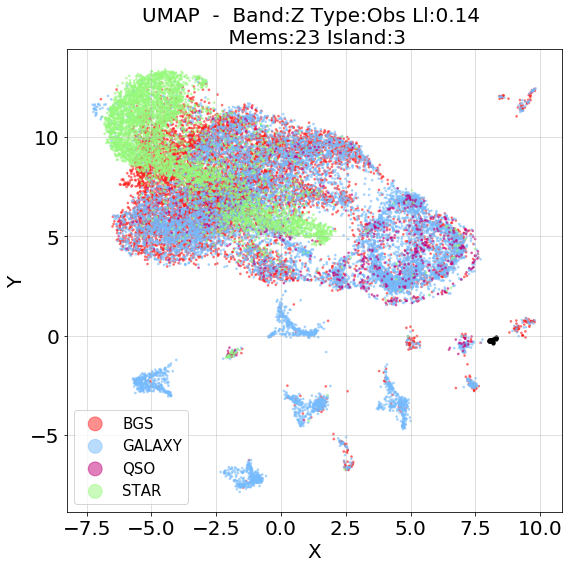 UMAP - Band:Z Type:Obs Ll:0.14
Mems:23 Island:3
Y
10
5
0
−5
BGS
GALAXY
QSO
STAR
−7.5 −5.0 −2.5 0.0 2.5 5.0 7.5 10.0
X